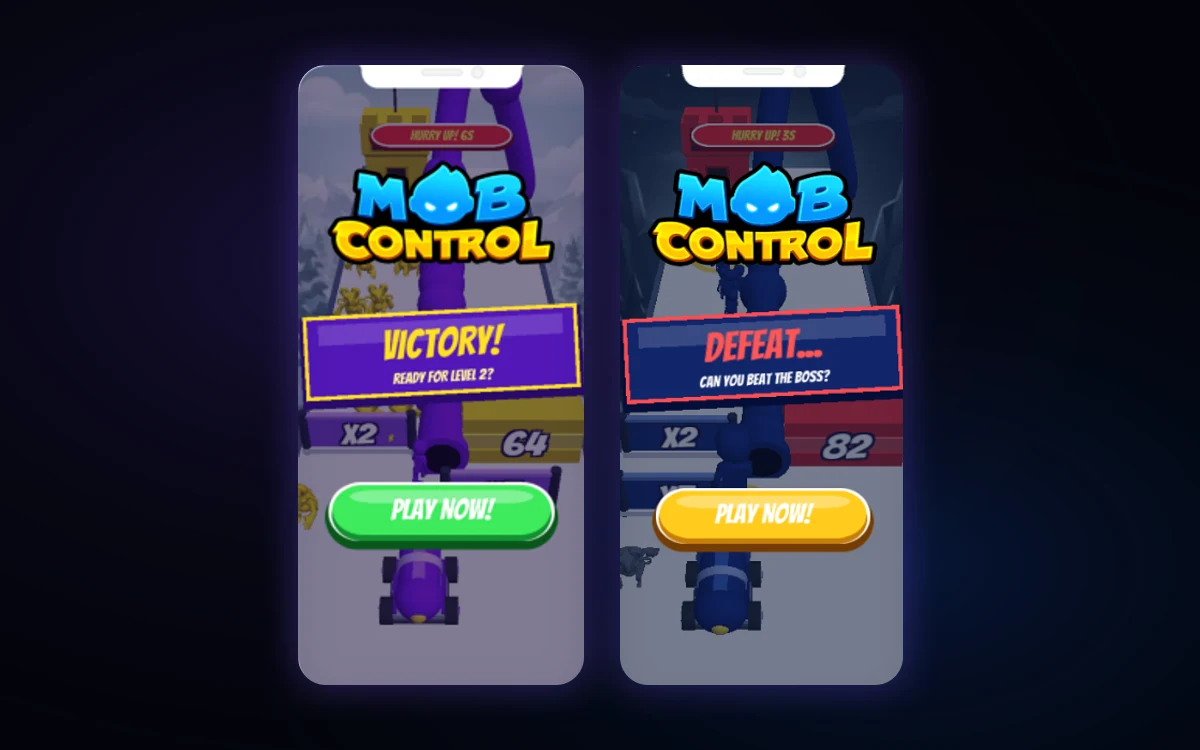 HURRY UP! 6S
MOB
CONTROL
VICTORY!
READY FOR LEVEL 2?
X2
64
PLAY NOW!
HURRY UP! 3S
MOB
CONTROL
DEFEAT...
CAN YOU BEAT THE BOSS?
X2
82
PLAY NOW!